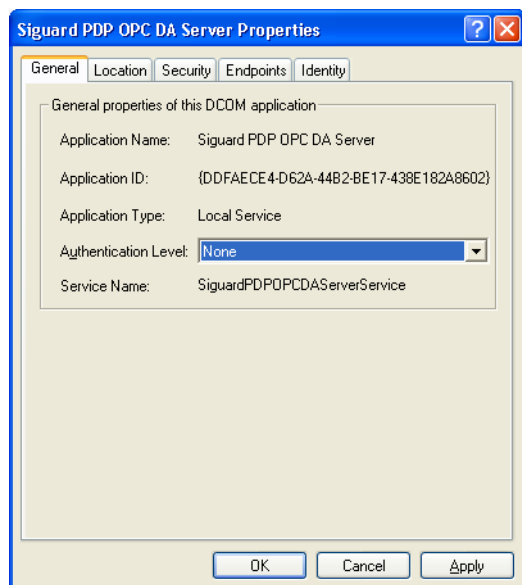 Siguard PDP OPC DA Server Properties
General Location Security Endpoints Identity
General properties of this DCOM application
Application Name: Siguard PDP OPC DA Server
Application ID: {DDFAECE4-D62A-44B2-BE17-438E182A8602}
Application Type: Local Service
Authentication Level: None
Service Name: SiguardPDPOPCDAServerService
OK Cancel Apply